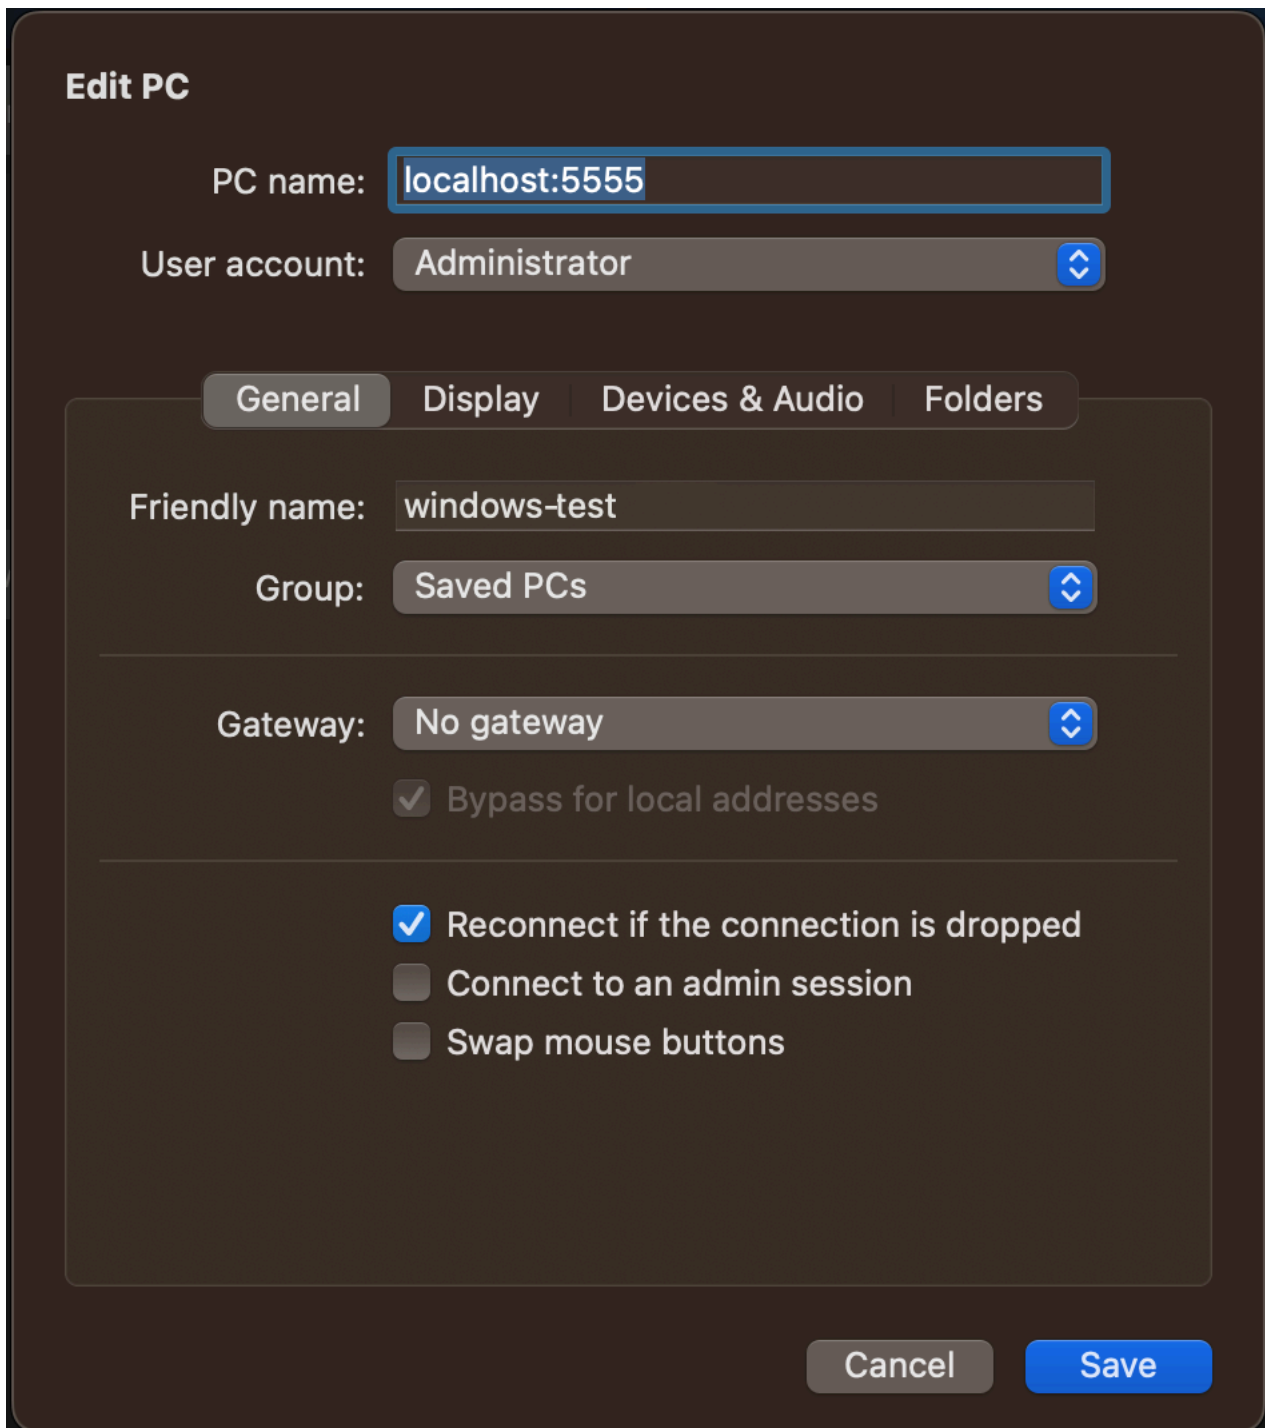 Edit PC
PC name: localhost:5555
User account: Administrator
General Display Devices & Audio Folders
Friendly name: windows-test
Group: Saved PCs
Gateway: No gateway
Bypass for local addresses
Reconnect if the connection is dropped
Connect to an admin session
Swap mouse buttons
Cancel Save